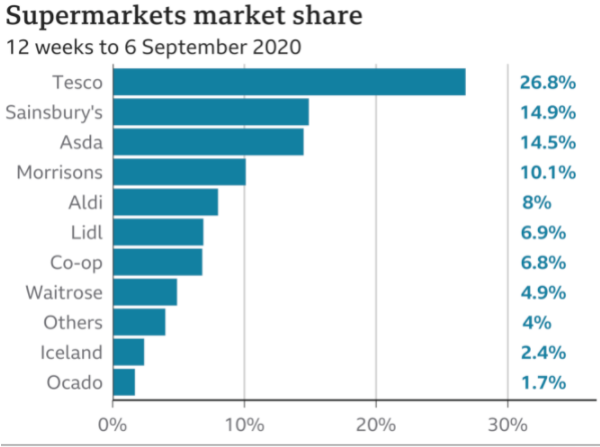 Supermarkets market share
12 weeks to 6 September 2020
Tesco 26.8%
Sainsbury's 14.9%
Asda 14.5%
Morrisons 10.1%
Aldi 8%
Lidl 6.9%
Co-op 6.8%
Waitrose 4.9%
Others 4%
Iceland 2.4%
Ocado 1.7%
0% 10% 20% 30%